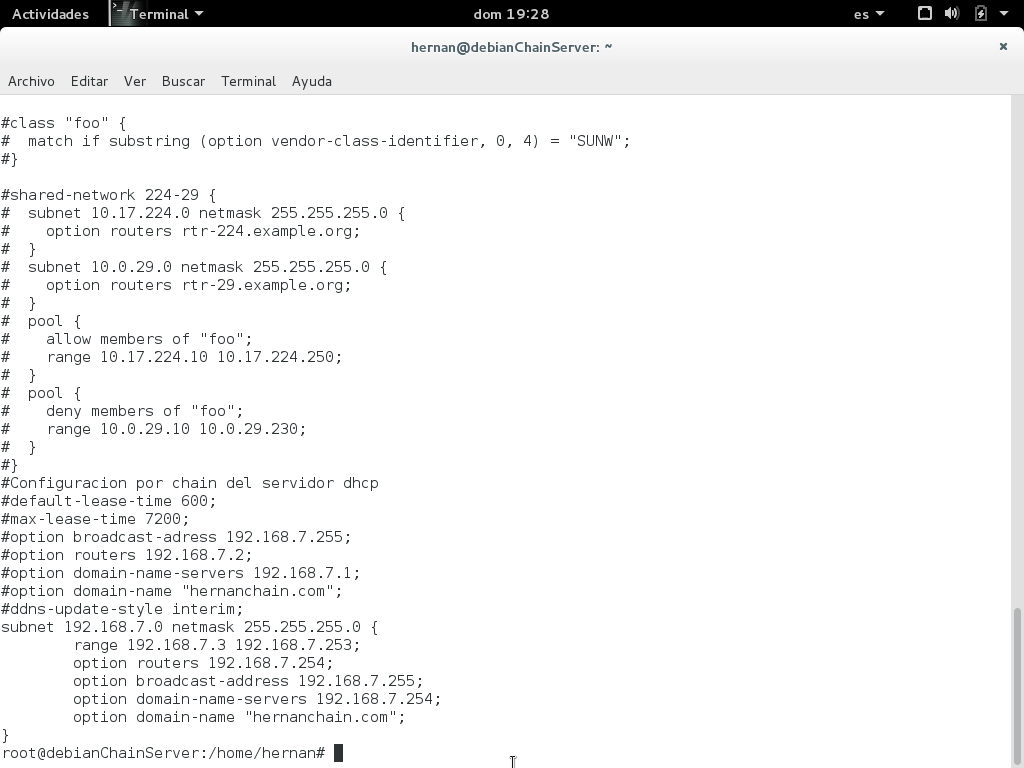 Actividades Terminal dom 19:28 es
hernan@debianChainServer: ~ ×
Archivo Editar Ver Buscar Terminal Ayuda
#class "foo" {
#  match if substring (option vendor-class-identifier, 0, 4) = "SUNW";
#}
#shared-network 224-29 {
#  subnet 10.17.224.0 netmask 255.255.255.0 {
#    option routers rtr-224.example.org;
#  }
#  subnet 10.0.29.0 netmask 255.255.255.0 {
#    option routers rtr-29.example.org;
#  }
#  pool {
#    allow members of "foo";
#    range 10.17.224.10 10.17.224.250;
#  }
#  pool {
#    deny members of "foo";
#    range 10.0.29.10 10.0.29.230;
#  }
#}
#Configuracion por chain del servidor dhcp
#default-lease-time 600;
#max-lease-time 7200;
#option broadcast-adress 192.168.7.255;
#option routers 192.168.7.2;
#option domain-name-servers 192.168.7.1;
#option domain-name "hernanchain.com";
#ddns-update-style interim;
subnet 192.168.7.0 netmask 255.255.255.0 {
        range 192.168.7.3 192.168.7.253;
        option routers 192.168.7.254;
        option broadcast-address 192.168.7.255;
        option domain-name-servers 192.168.7.254;
        option domain-name "hernanchain.com";
}
root@debianChainServer:/home/hernan#